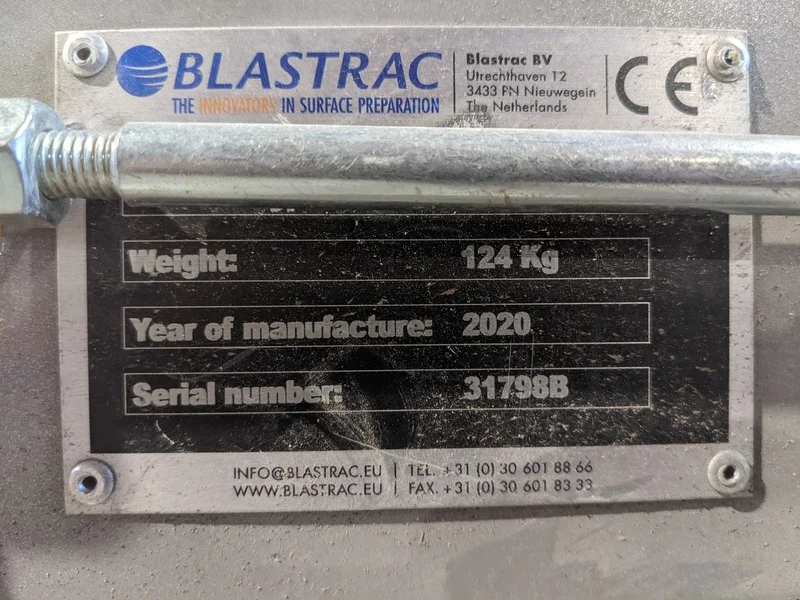 BLASTRAC
THE INNOVATORS IN SURFACE PREPARATION
Blastrac BV
Utrechthaven 12
3433 PN Nieuwegein
The Netherlands
CE
Weight: 124 Kg
Year of manufacture: 2020
Serial number: 31798B
INFO@BLASTRAC.EU | TEL. +31 (0) 30 601 88 66
WWW.BLASTRAC.EU | FAX. +31 (0) 30 601 83 33